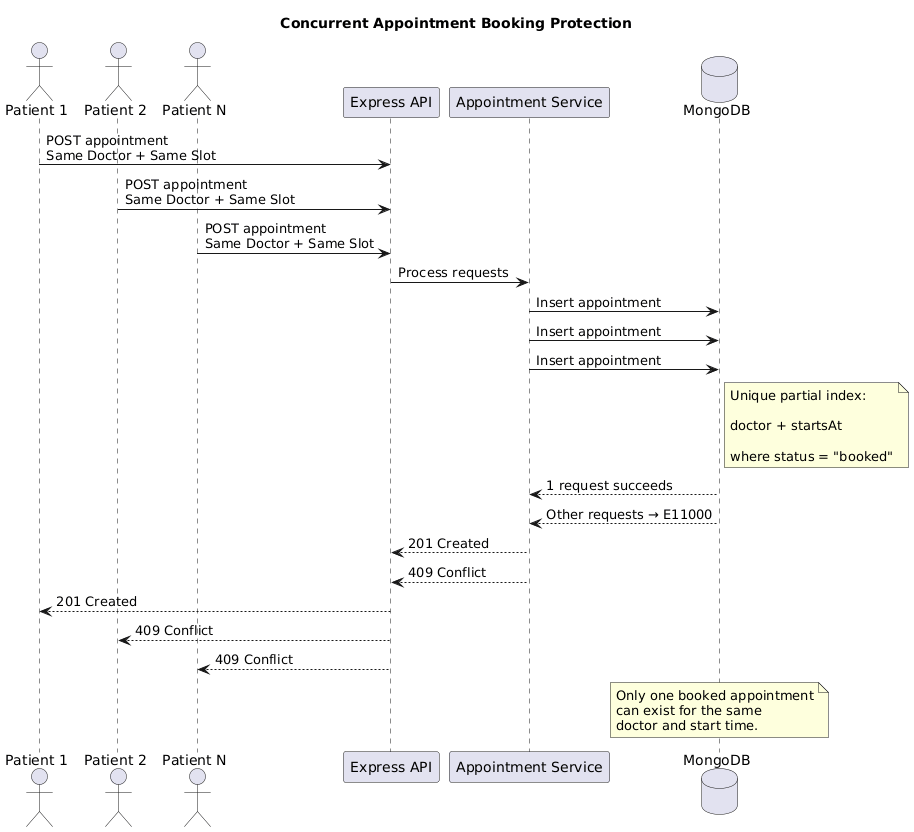 Concurrent Appointment Booking Protection
Patient 1
Patient 2
Patient N
Express API
Appointment Service
MongoDB
POST appointment
Same Doctor + Same Slot
POST appointment
Same Doctor + Same Slot
POST appointment
Same Doctor + Same Slot
Process requests
Insert appointment
Insert appointment
Insert appointment
Unique partial index:
doctor + startsAt
where status = "booked"
1 request succeeds
Other requests → E11000
201 Created
409 Conflict
201 Created
409 Conflict
409 Conflict
Only one booked appointment
can exist for the same
doctor and start time.
Patient 1
Patient 2
Patient N
Express API
Appointment Service
MongoDB